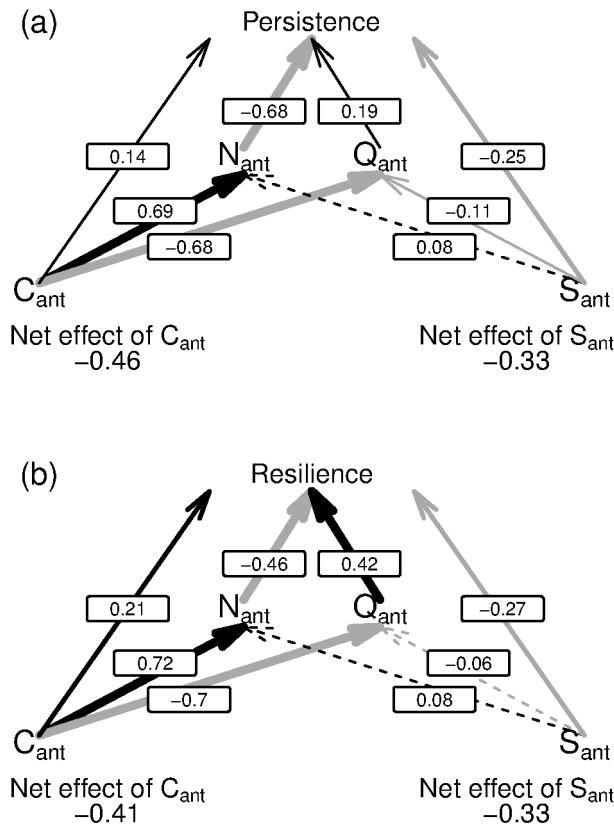 (a)
Persistence
−0.68
0.19
0.14
N_ant
Q_ant
−0.25
0.69
−0.11
−0.68
0.08
C_ant
S_ant
Net effect of C_ant
−0.46
Net effect of S_ant
−0.33
(b)
Resilience
−0.46
0.42
0.21
N_ant
Q_ant
−0.27
0.72
−0.06
−0.7
0.08
C_ant
S_ant
Net effect of C_ant
−0.41
Net effect of S_ant
−0.33